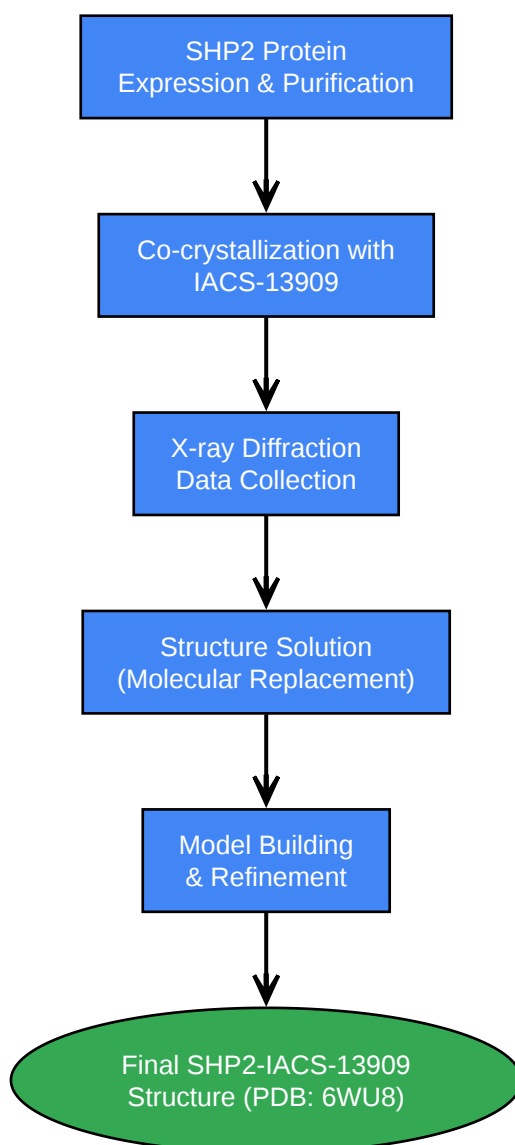 SHP2 Protein
Expression & Purification
Co-crystallization with
IACS-13909
X-ray Diffraction
Data Collection
Structure Solution
(Molecular Replacement)
Model Building
& Refinement
Final SHP2-IACS-13909
Structure (PDB: 6WU8)